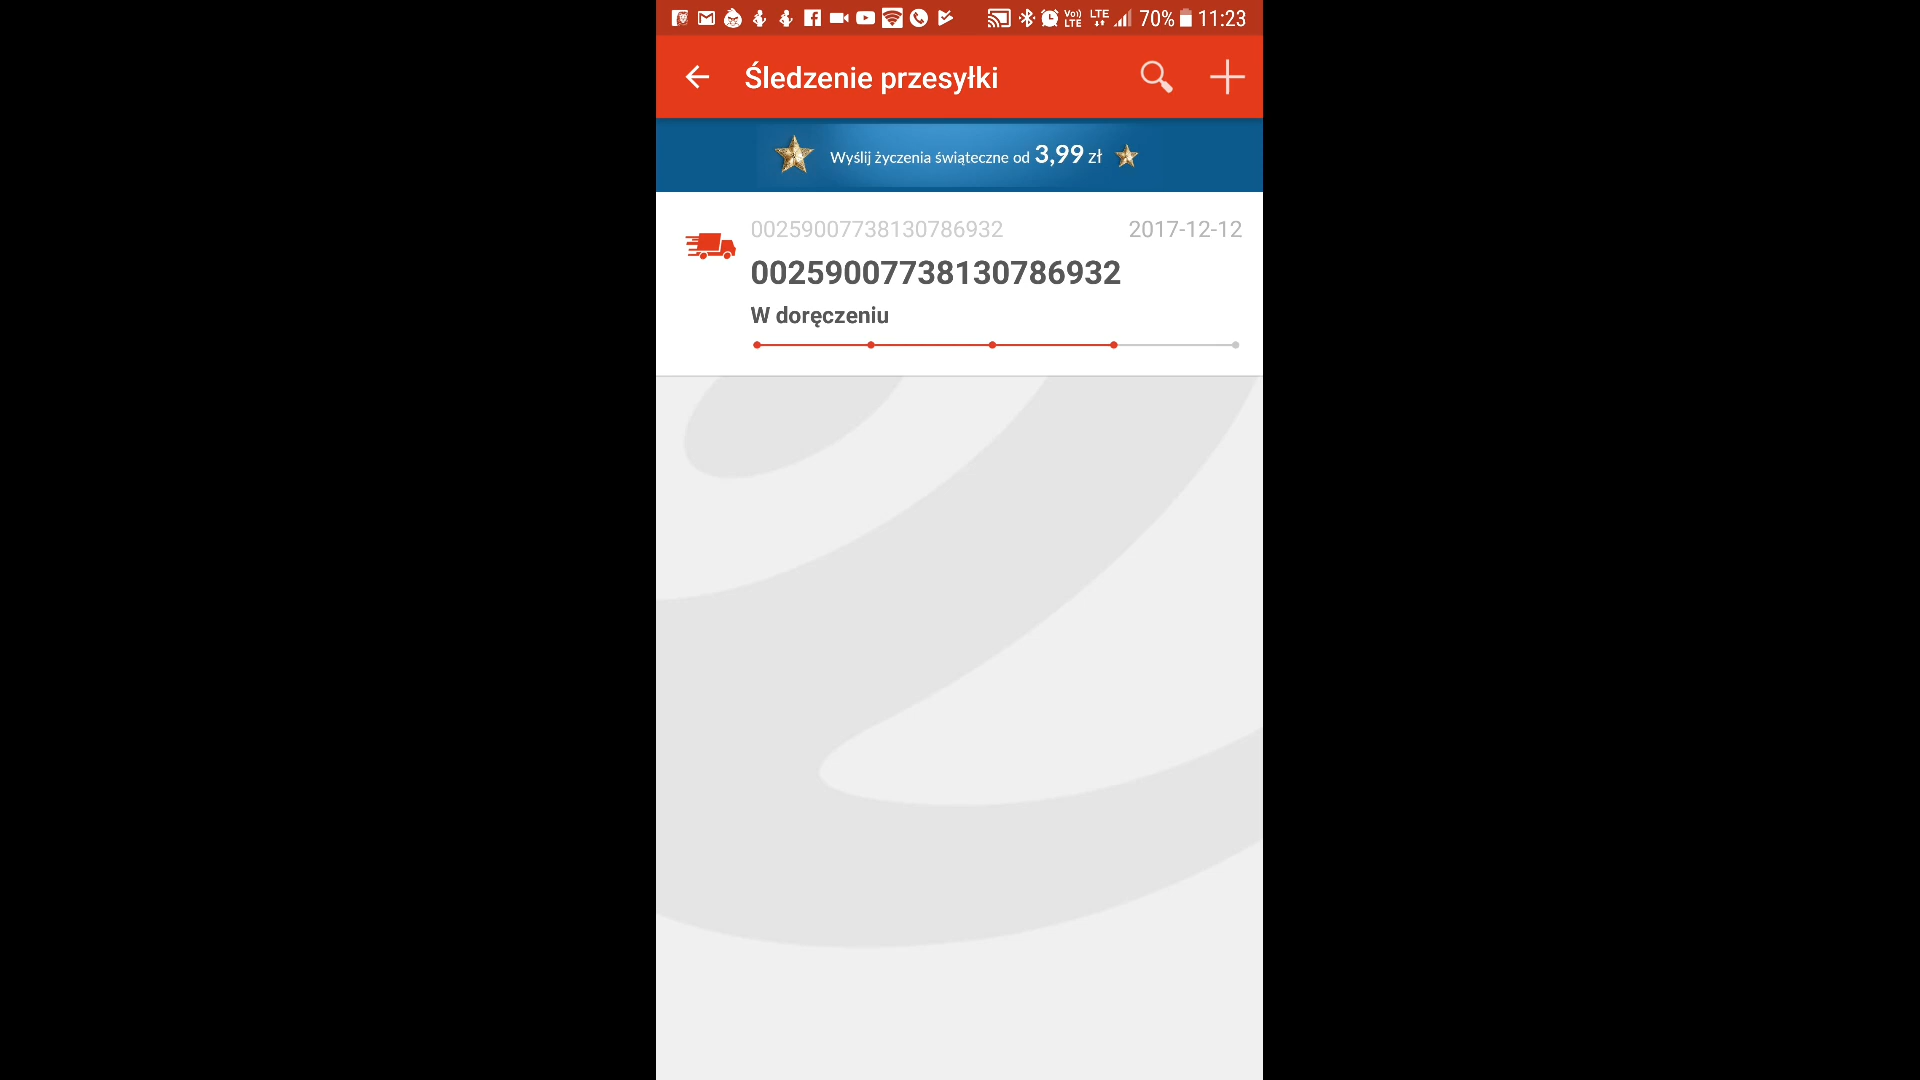 70% 11:23
Śledzenie przesyłki
Wyślij życzenia świąteczne od 3,99 zł
00259007738130786932 2017-12-12
00259007738130786932
W doręczeniu